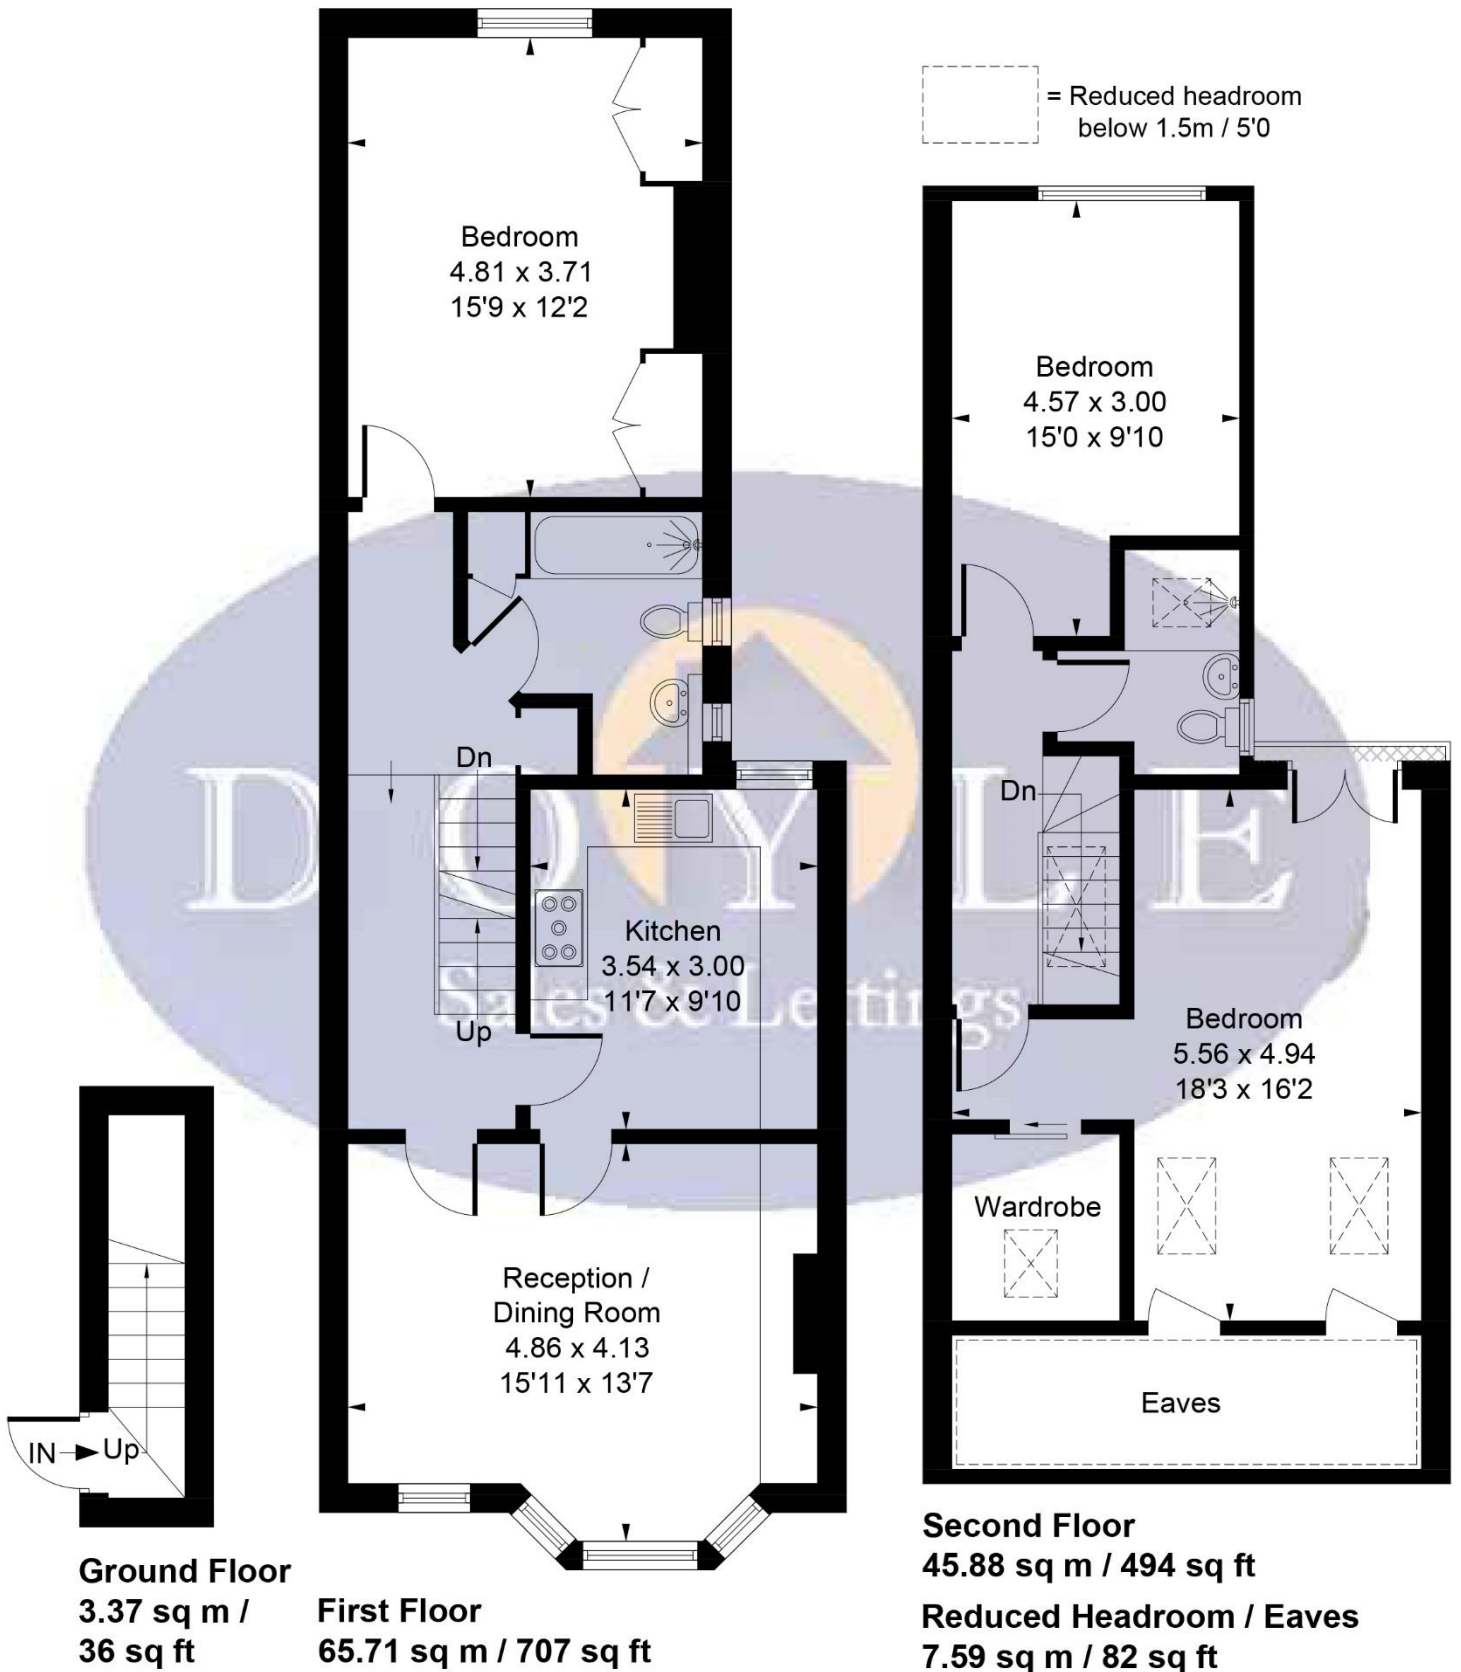 = Reduced headroom
below 1.5m / 5'0
Bedroom
4.81 x 3.71
15'9 x 12'2
Bedroom
4.57 x 3.00
15'0 x 9'10
Dn
Dn
DOYLE
Sales & Lettings
Kitchen
3.54 x 3.00
11'7 x 9'10
Up
Bedroom
5.56 x 4.94
18'3 x 16'2
Wardrobe
Reception /
Dining Room
4.86 x 4.13
15'11 x 13'7
Eaves
IN
Up
Ground Floor
3.37 sq m /
36 sq ft
First Floor
65.71 sq m / 707 sq ft
Second Floor
45.88 sq m / 494 sq ft
Reduced Headroom / Eaves
7.59 sq m / 82 sq ft